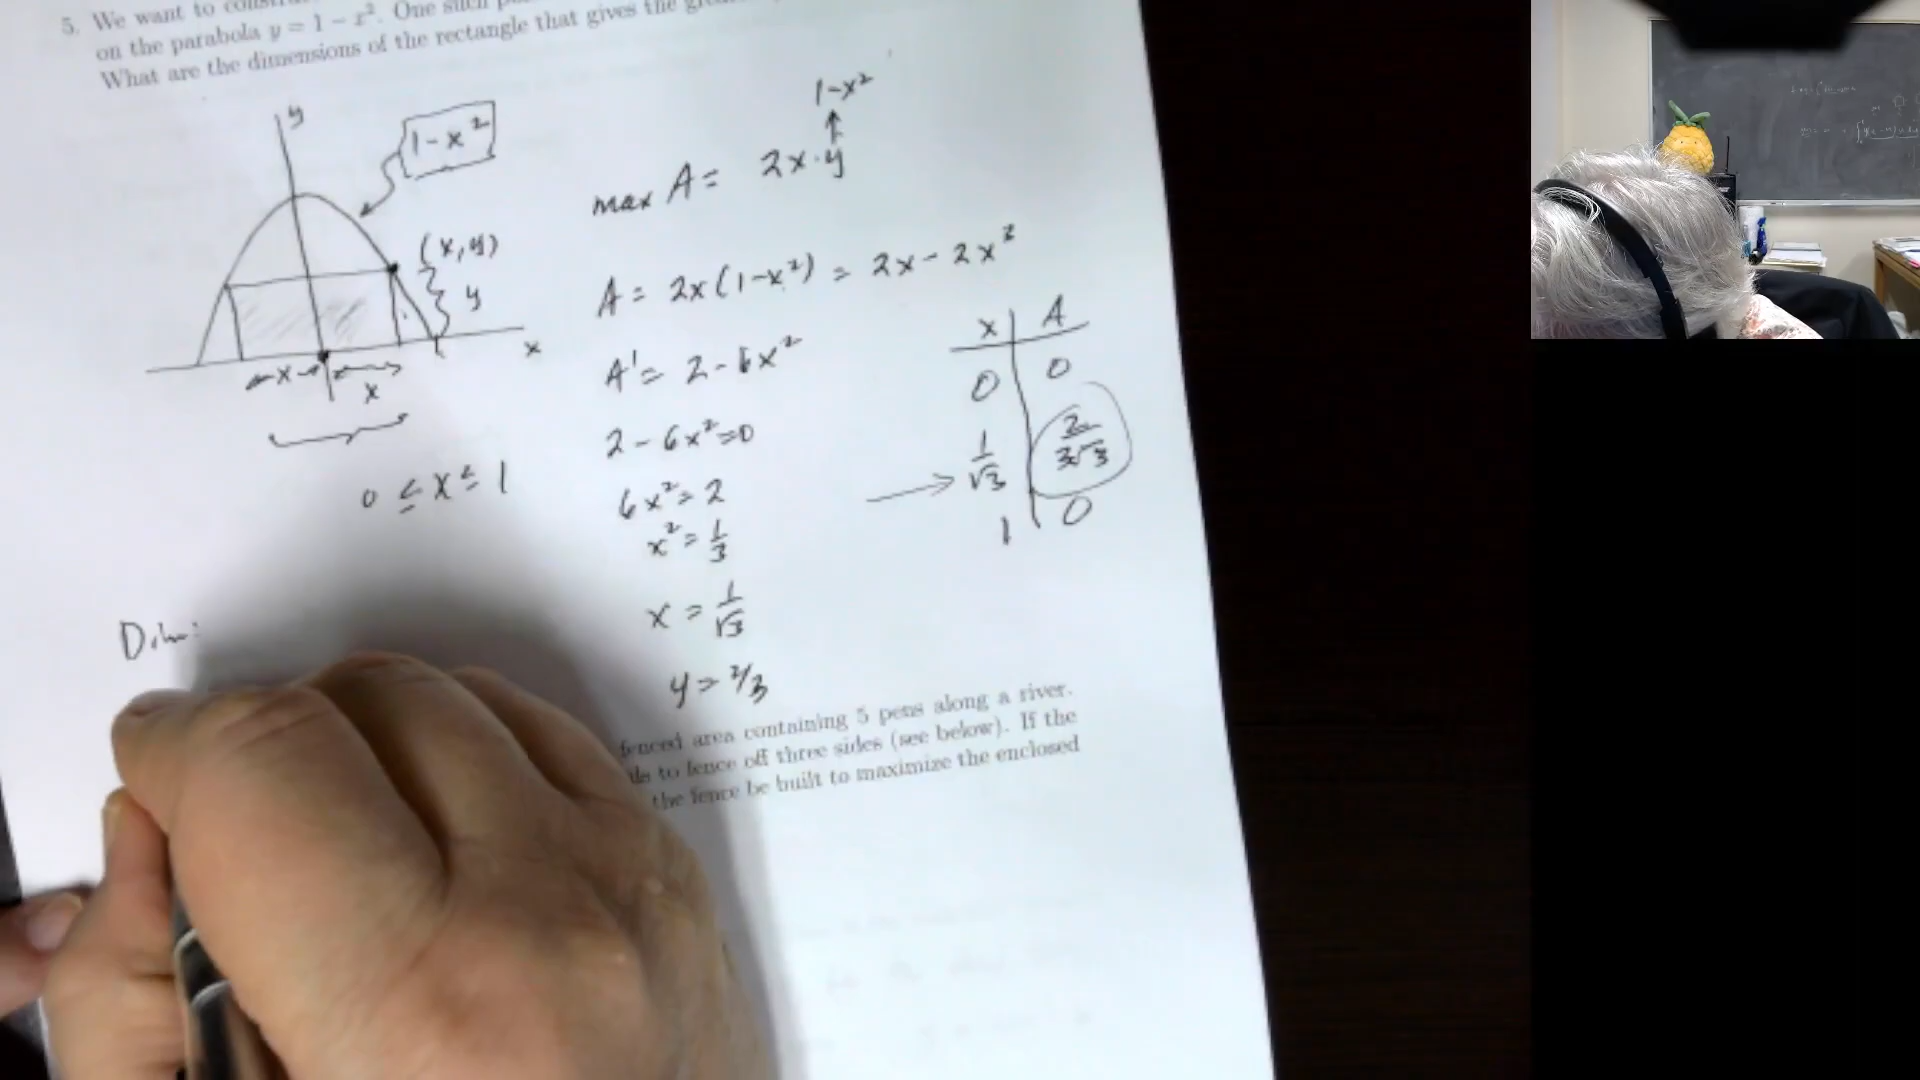 5. We want to
on the parabola y = 1 − x². One such
What are the dimensions of the rectangle that gives the
y
1-x²
(x,y)
y
x
x
x
0 ≤ x ≤ 1
1-x²
↑
max A = 2x·y
A = 2x(1-x²) = 2x - 2x²
A' = 2 - 6x²
2 - 6x² = 0
6x² = 2
x² = 1/3
x = 1/√3
y = 2/3
x | A
0 | 0
→ 1/√3 | 2/3√3
1 | 0
Dim:
fenced area containing 5 pens along a river.
to fence off three sides (see below). If the
the fence be built to maximize the enclosed